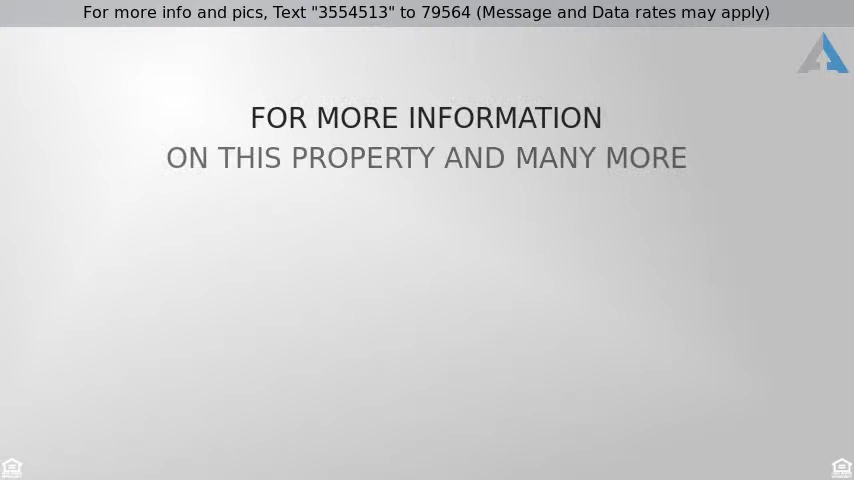 For more info and pics, Text "3554513" to 79564 (Message and Data rates may apply)
FOR MORE INFORMATION
ON THIS PROPERTY AND MANY MORE